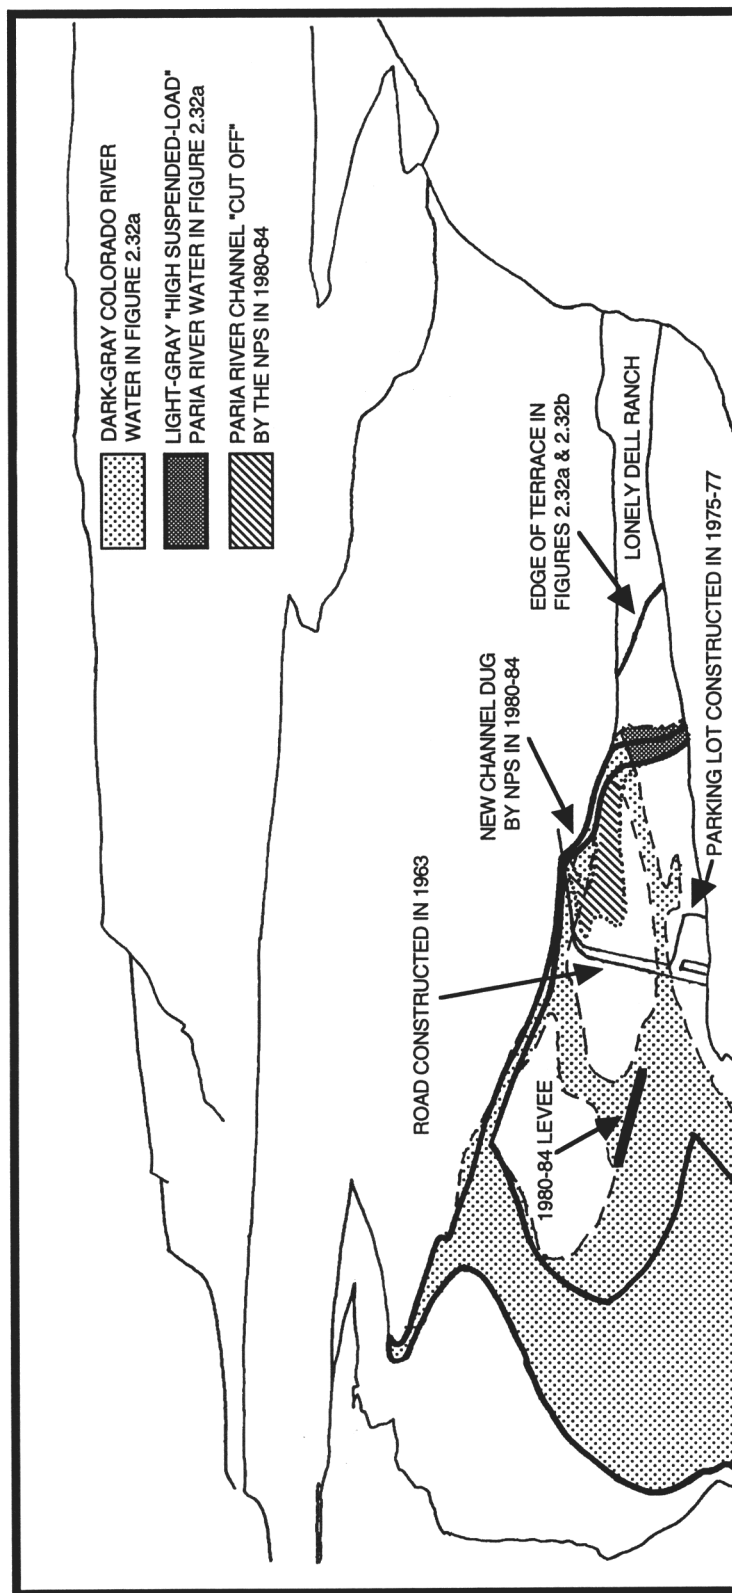 DARK-GRAY COLORADO RIVER
WATER IN FIGURE 2.32a
LIGHT-GRAY "HIGH SUSPENDED-LOAD"
PARIA RIVER WATER IN FIGURE 2.32a
PARIA RIVER CHANNEL "CUT OFF"
BY THE NPS IN 1980-84
ROAD CONSTRUCTED IN 1963
NEW CHANNEL DUG
BY NPS IN 1980-84
EDGE OF TERRACE IN
FIGURES 2.32a & 2.32b
1980-84 LEVEE
LONELY DELL RANCH
PARKING LOT CONSTRUCTED IN 1975-77